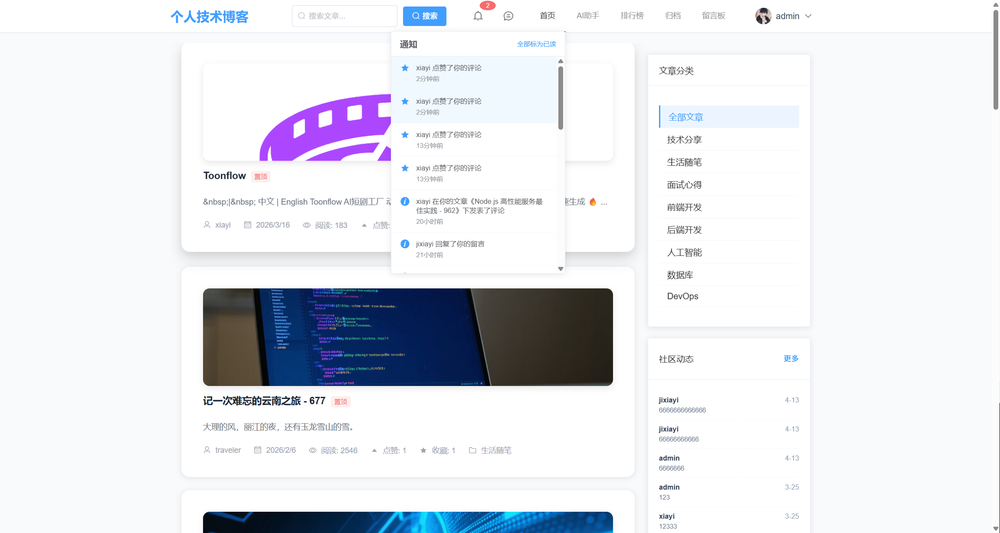 个人技术博客
搜索文章...
搜索
2
首页
AI助手
排行榜
归档
留言板
admin
通知
全部标为已读
xiayi 点赞了你的评论
2分钟前
xiayi 点赞了你的评论
2分钟前
xiayi 点赞了你的评论
13分钟前
xiayi 点赞了你的评论
13分钟前
xiayi 在你的文章《Node.js 高性能服务最
佳实践 - 962》下发表了评论
20小时前
jixiayi 回复了你的留言
21小时前
Toonflow 置顶
&nbsp;|&nbsp; 中文 | English Toonflow AI短剧工厂 
速生成 🔥 ...
xiayi 2026/3/16 阅读: 183 点赞:
记一次难忘的云南之旅 - 677 置顶
大理的风，丽江的夜，还有玉龙雪山的雪。
traveler 2026/2/6 阅读: 2546 点赞: 1 收藏: 1 生活随笔
文章分类
全部文章
技术分享
生活随笔
面试心得
前端开发
后端开发
人工智能
数据库
DevOps
社区动态 更多
jixiayi 4-13
6666666666666
jixiayi 4-13
66666666666
admin 4-13
6666666
admin 3-25
123
xiayi 3-25
12333